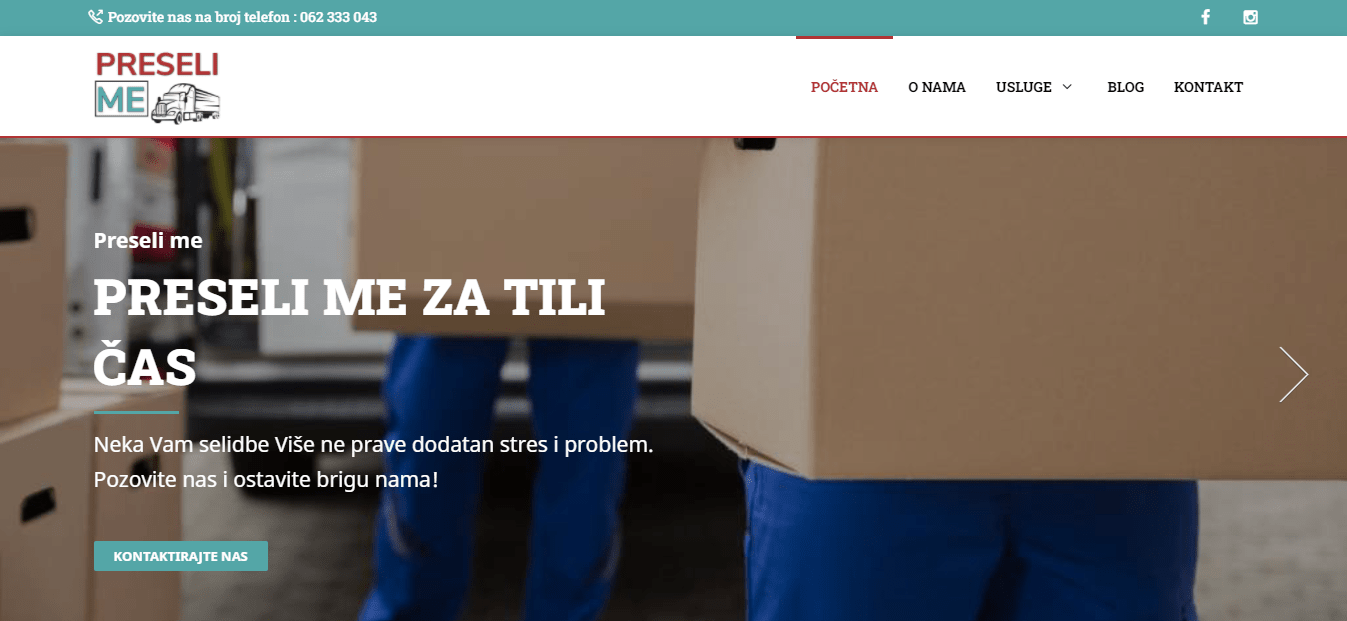 Pozovite nas na broj telefon : 062 333 043
PRESELI
ME
POČETNA O NAMA USLUGE BLOG KONTAKT
Preseli me
PRESELI ME ZA TILI
ČAS
Neka Vam selidbe Više ne prave dodatan stres i problem.
Pozovite nas i ostavite brigu nama!
KONTAKTIRAJTE NAS